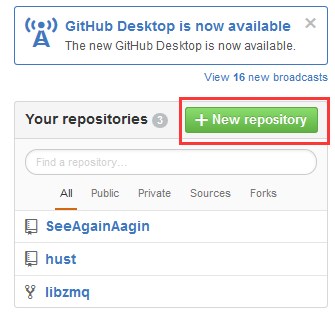 GitHub Desktop is now available
The new GitHub Desktop is now available.
View 16 new broadcasts
Your repositories 3
New repository
Find a repository…
All Public Private Sources Forks
SeeAgainAagin
hust
libzmq